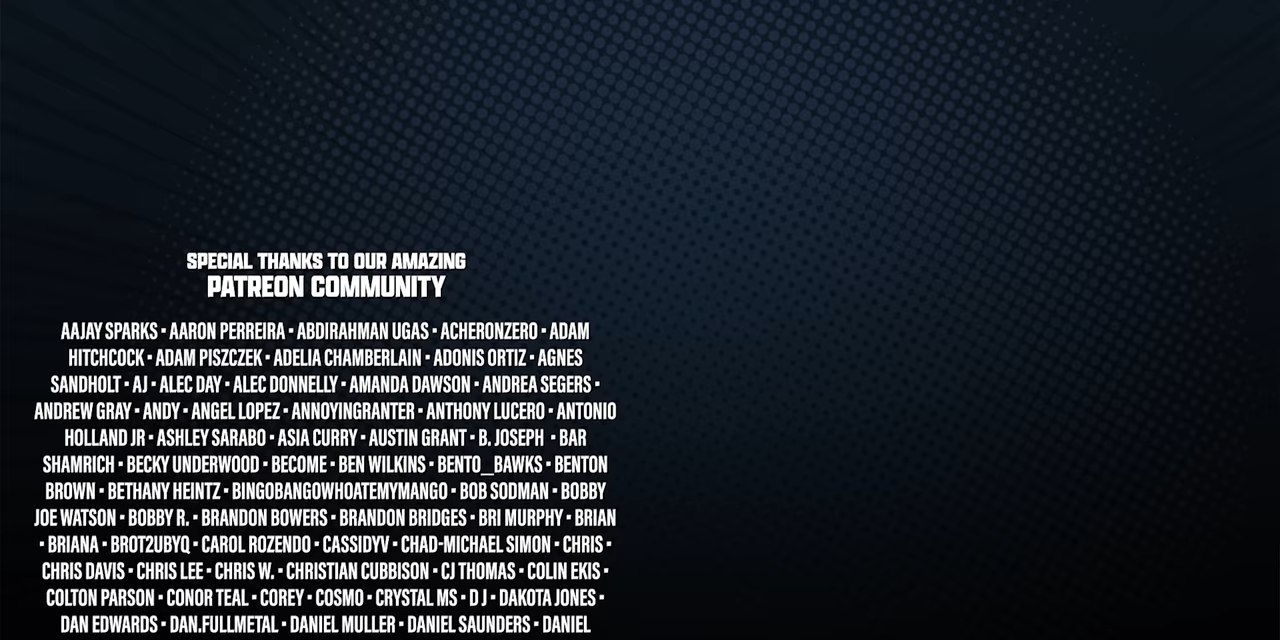 SPECIAL THANKS TO OUR AMAZING
PATREON COMMUNITY
AAJAY SPARKS ▪ AARON PERREIRA ▪ ABDIRAHMAN UGAS ▪ ACHERONZERO ▪ ADAM
HITCHCOCK ▪ ADAM PISZCZEK ▪ ADELIA CHAMBERLAIN ▪ ADONIS ORTIZ ▪ AGNES
SANDHOLT ▪ AJ ▪ ALEC DAY ▪ ALEC DONNELLY ▪ AMANDA DAWSON ▪ ANDREA SEGERS ▪
ANDREW GRAY ▪ ANDY ▪ ANGEL LOPEZ ▪ ANNOYINGRANTER ▪ ANTHONY LUCERO ▪ ANTONIO
HOLLAND JR ▪ ASHLEY SARABO ▪ ASIA CURRY ▪ AUSTIN GRANT ▪ B. JOSEPH ▪ BAR
SHAMRICH ▪ BECKY UNDERWOOD ▪ BECOME ▪ BEN WILKINS ▪ BENTO__BAWKS ▪ BENTON
BROWN ▪ BETHANY HEINTZ ▪ BINGOBANGOWHOATEMYMANGO ▪ BOB SODMAN ▪ BOBBY
JOE WATSON ▪ BOBBY R. ▪ BRANDON BOWERS ▪ BRANDON BRIDGES ▪ BRI MURPHY ▪ BRIAN
▪ BRIANA ▪ BROT2UBYQ ▪ CAROL ROZENDO ▪ CASSIDYV ▪ CHAD-MICHAEL SIMON ▪ CHRIS ▪
CHRIS DAVIS ▪ CHRIS LEE ▪ CHRIS W. ▪ CHRISTIAN CUBBISON ▪ CJ THOMAS ▪ COLIN EKIS ▪
COLTON PARSON ▪ CONOR TEAL ▪ COREY ▪ COSMO ▪ CRYSTAL MS ▪ D J ▪ DAKOTA JONES ▪
DAN EDWARDS ▪ DAN.FULLMETAL ▪ DANIEL MULLER ▪ DANIEL SAUNDERS ▪ DANIEL